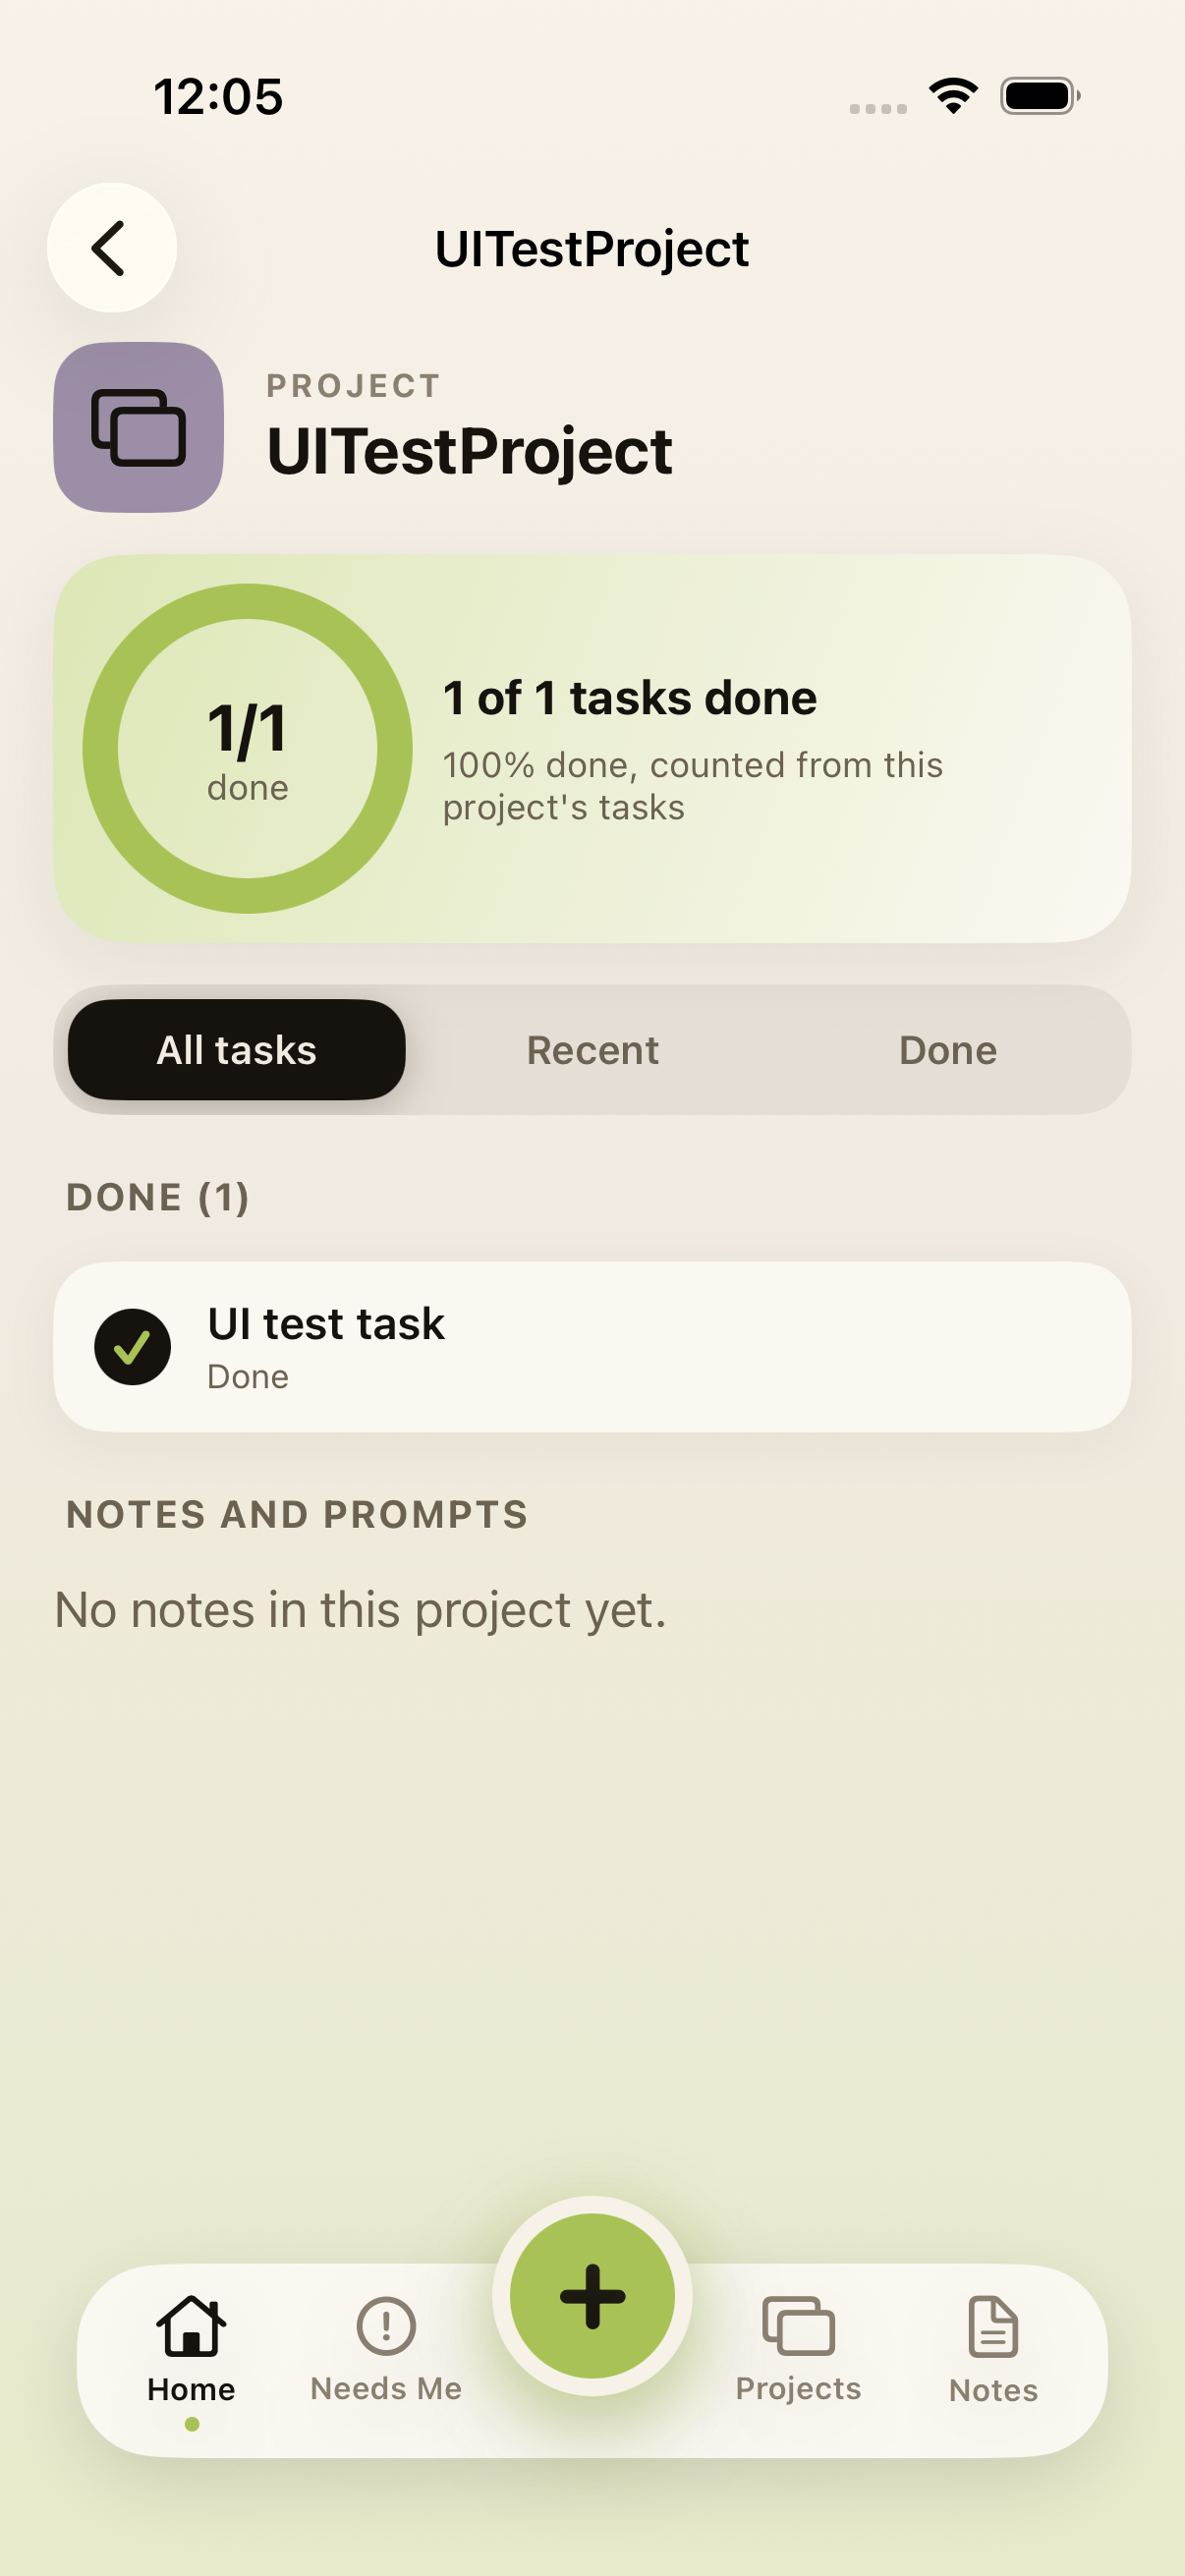 12:05
UITestProject
PROJECT
UITestProject
1/1
done
1 of 1 tasks done
100% done, counted from this
project's tasks
All tasks
Recent
Done
DONE (1)
UI test task
Done
NOTES AND PROMPTS
No notes in this project yet.
Home
Needs Me
Projects
Notes